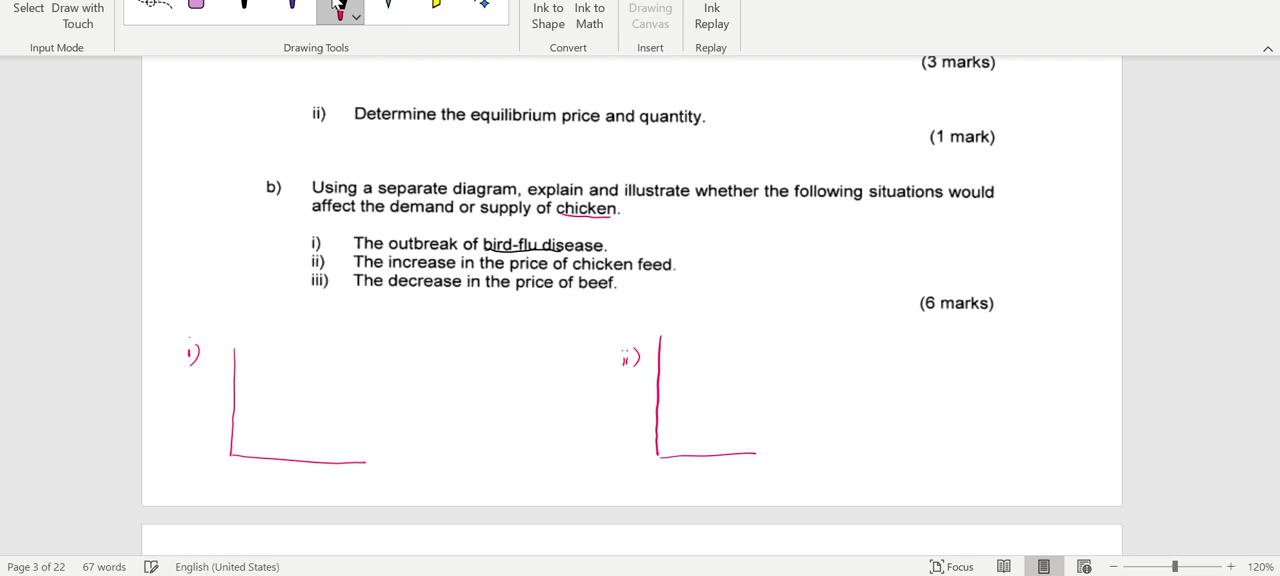 Select Draw with Touch
Ink to Shape Ink to Math Drawing Canvas Ink Replay
Input Mode Drawing Tools Convert Insert Replay
(3 marks)
ii) Determine the equilibrium price and quantity.
(1 mark)
b) Using a separate diagram, explain and illustrate whether the following situations would
affect the demand or supply of chicken.
i) The outbreak of bird-flu disease.
ii) The increase in the price of chicken feed.
iii) The decrease in the price of beef.
(6 marks)
i) ii)
Page 3 of 22 67 words English (United States) Focus 120%